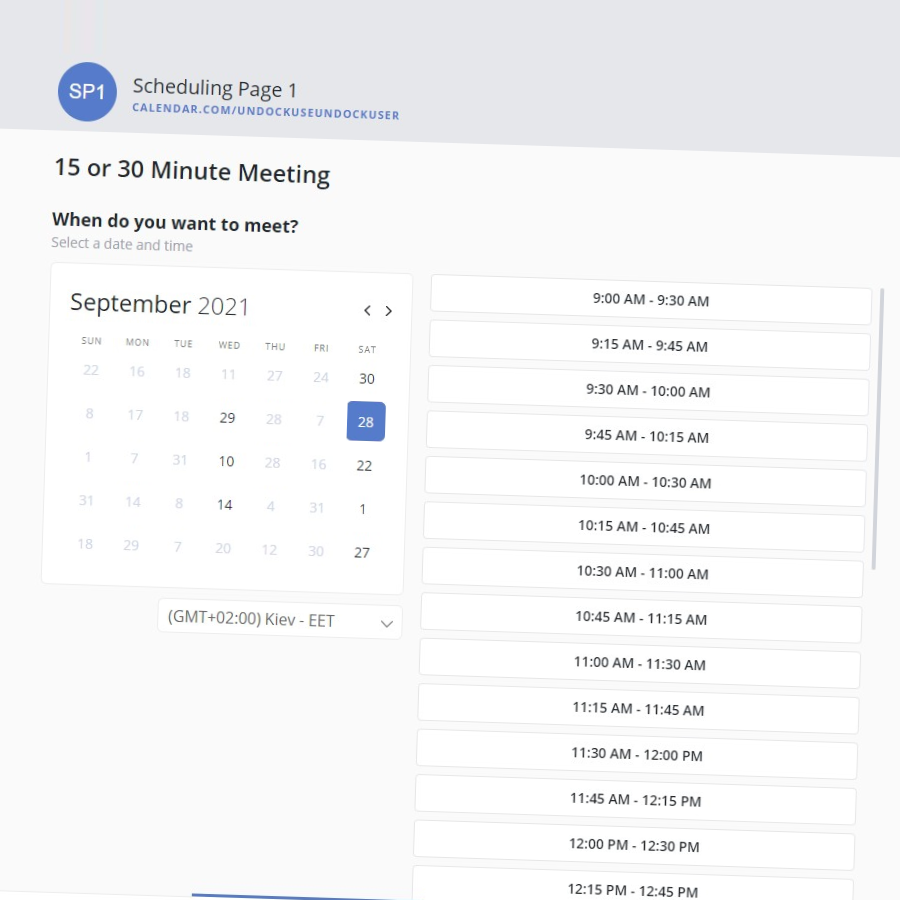 SP1
Scheduling Page 1
CALENDAR.COM/UNDOCKUSEUNDOCKUSER
15 or 30 Minute Meeting
When do you want to meet?
Select a date and time
September 2021
SUN MON TUE WED THU FRI SAT
22 16 18 11 27 24 30
8 17 18 29 28 7 28
1 7 31 10 28 16 22
31 14 8 14 4 31 1
18 29 7 20 12 30 27
(GMT+02:00) Kiev - EET
9:00 AM - 9:30 AM
9:15 AM - 9:45 AM
9:30 AM - 10:00 AM
9:45 AM - 10:15 AM
10:00 AM - 10:30 AM
10:15 AM - 10:45 AM
10:30 AM - 11:00 AM
10:45 AM - 11:15 AM
11:00 AM - 11:30 AM
11:15 AM - 11:45 AM
11:30 AM - 12:00 PM
11:45 AM - 12:15 PM
12:00 PM - 12:30 PM
12:15 PM - 12:45 PM